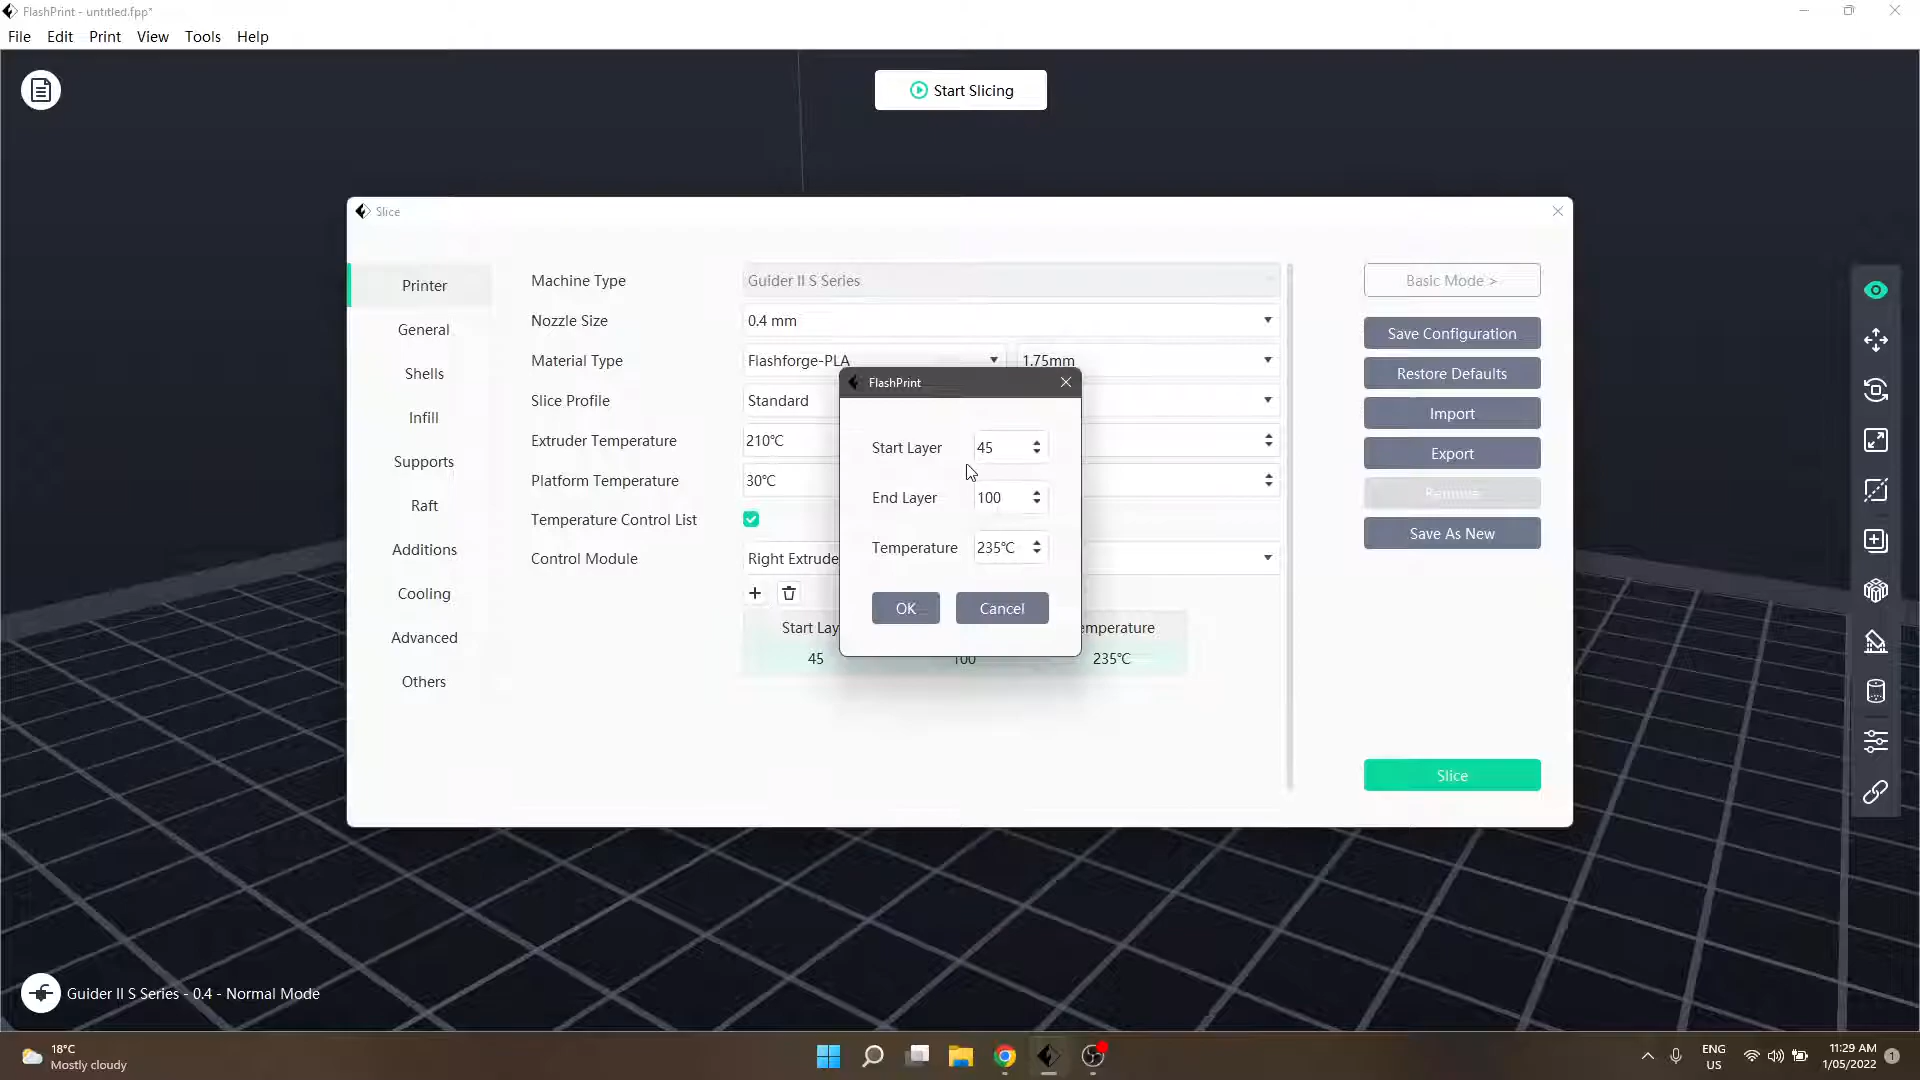 FlashPrint - untitled.fpp*
File Edit Print View Tools Help
Start Slicing
Slice
Printer
General
Shells
Infill
Supports
Raft
Additions
Cooling
Advanced
Others
Machine Type Guider II S Series
Nozzle Size 0.4 mm
Material Type Flashforge-PLA 1.75mm
Slice Profile Standard
Extruder Temperature 210℃
Platform Temperature 30℃
Temperature Control List
Control Module Right Extrude
Start Lay emperature
45 100 235℃
FlashPrint
Start Layer 45
End Layer 100
Temperature 235℃
OK Cancel
Basic Mode >
Save Configuration
Restore Defaults
Import
Export
Remove
Save As New
Slice
Guider II S Series - 0.4 - Normal Mode
18°C
Mostly cloudy
ENG
US
11:29 AM
1/05/2022
1